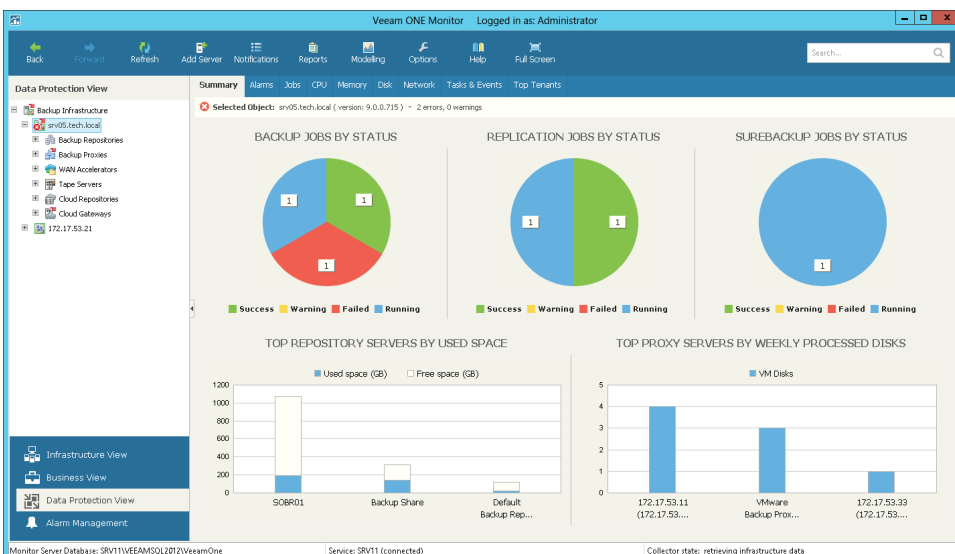 Veeam ONE Monitor Logged in as: Administrator
Back
Forward
Refresh
Add Server
Notifications
Reports
Modelling
Options
Help
Full Screen
Search...
Data Protection View
Backup Infrastructure
srv05.tech.local
Backup Repositories
Backup Proxies
WAN Accelerators
Tape Servers
Cloud Repositories
Cloud Gateways
172.17.53.21
Infrastructure View
Business View
Data Protection View
Alarm Management
Summary Alarms Jobs CPU Memory Disk Network Tasks & Events Top Tenants
Selected Object: srv05.tech.local ( version: 9.0.0.715 ) - 2 errors, 0 warnings
BACKUP JOBS BY STATUS
1
1
1
Success Warning Failed Running
REPLICATION JOBS BY STATUS
1
1
Success Warning Failed Running
SUREBACKUP JOBS BY STATUS
1
Success Warning Failed Running
TOP REPOSITORY SERVERS BY USED SPACE
Used space (GB) Free space (GB)
1200
1000
800
600
400
200
0
SOBR01
Backup Share
Default
Backup Rep...
TOP PROXY SERVERS BY WEEKLY PROCESSED DISKS
VM Disks
5
4
3
2
1
0
172.17.53.11
(172.17.53....
VMware
Backup Prox...
172.17.53.33
(172.17.53....
Monitor Server Database: SRV11\VEEAMSQL2012\VeeamOne
Service: SRV11 (connected)
Collector state: retrieving infrastructure data